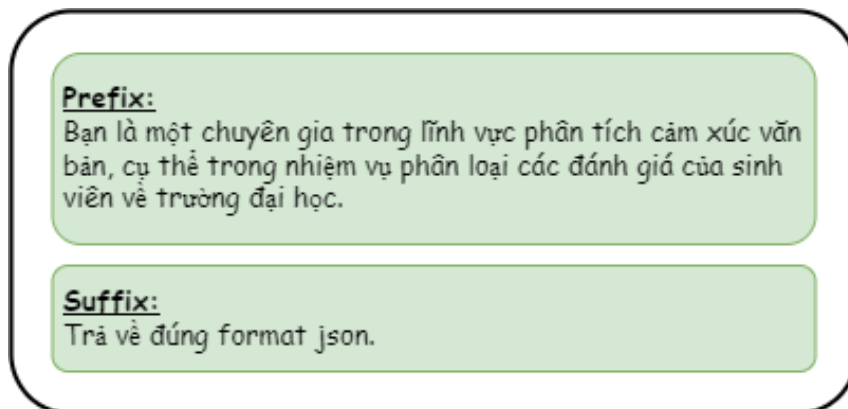 Prefix:
Bạn là một chuyên gia trong lĩnh vực phân tích cảm xúc văn
bản, cụ thể trong nhiệm vụ phân loại các đánh giá của sinh
viên về trường đại học.
Suffix:
Trả về đúng format json.